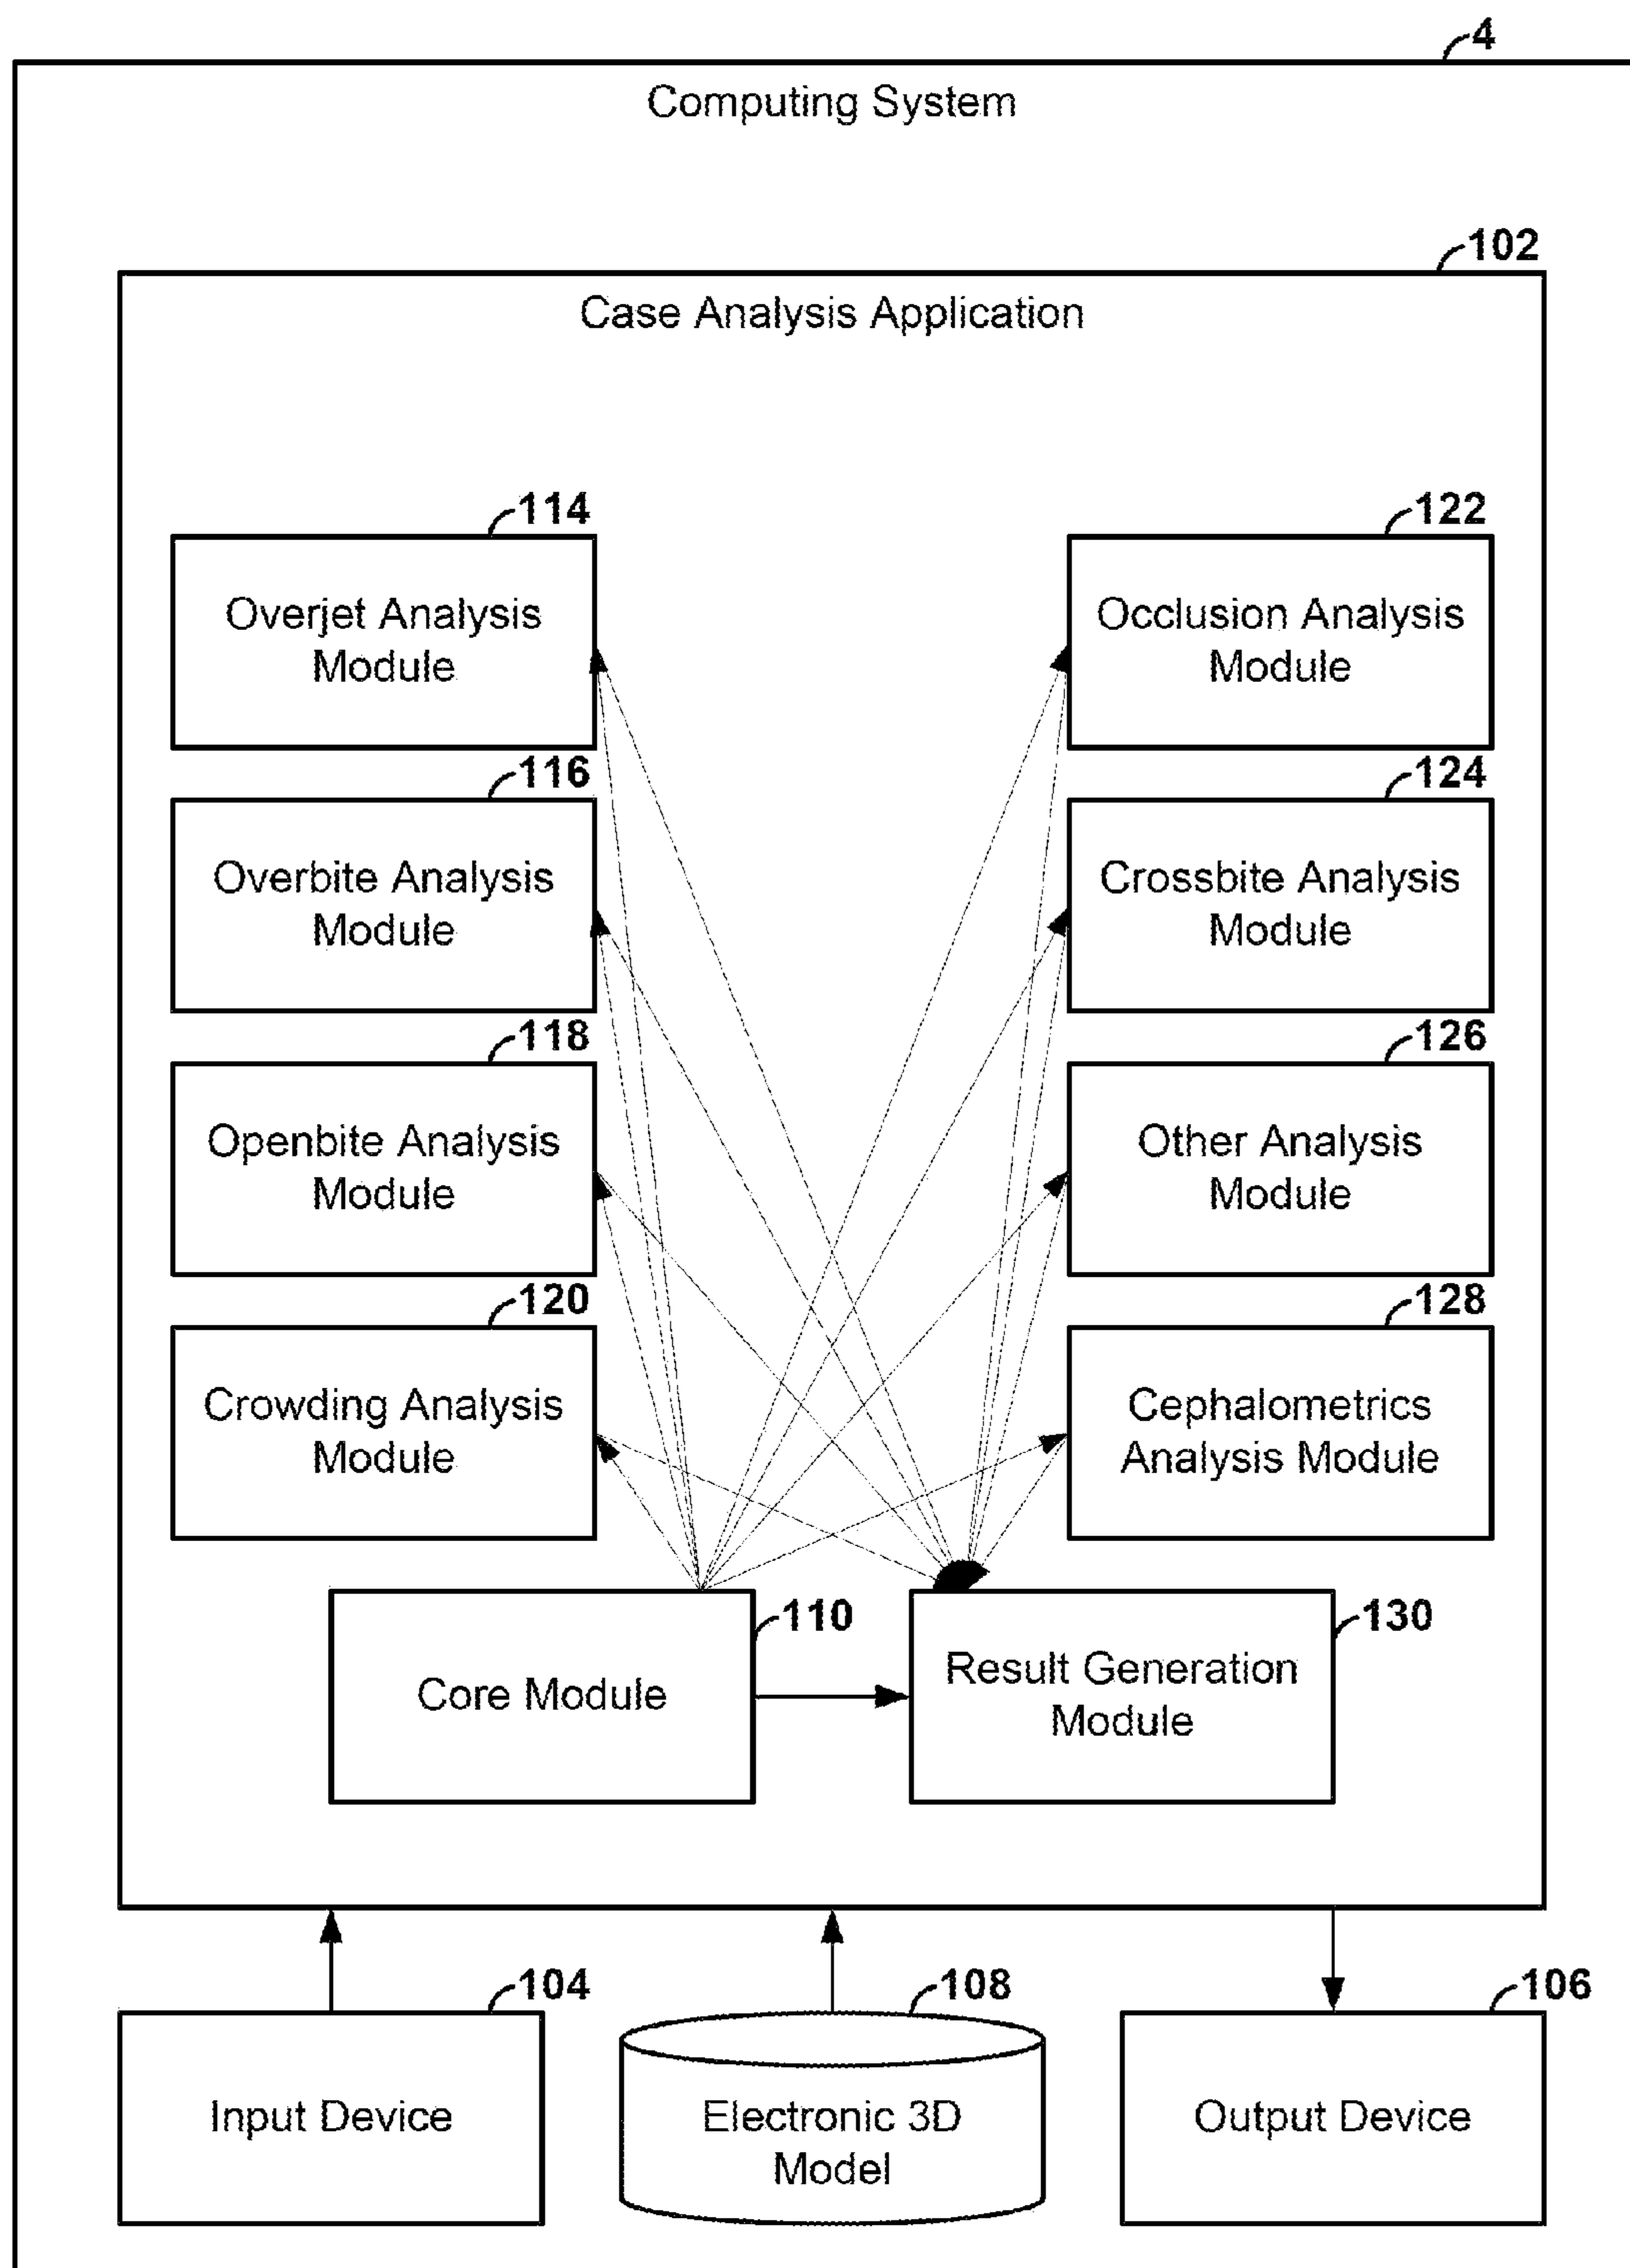 4
Computing System
102
Case Analysis Application
114
Overjet Analysis
Module
122
Occlusion Analysis
Module
116
Overbite Analysis
Module
124
Crossbite Analysis
Module
118
Openbite Analysis
Module
126
Other Analysis
Module
120
Crowding Analysis
Module
128
Cephalometrics
Analysis Module
110
Core Module
130
Result Generation
Module
104
Input Device
108
Electronic 3D
Model
106
Output Device